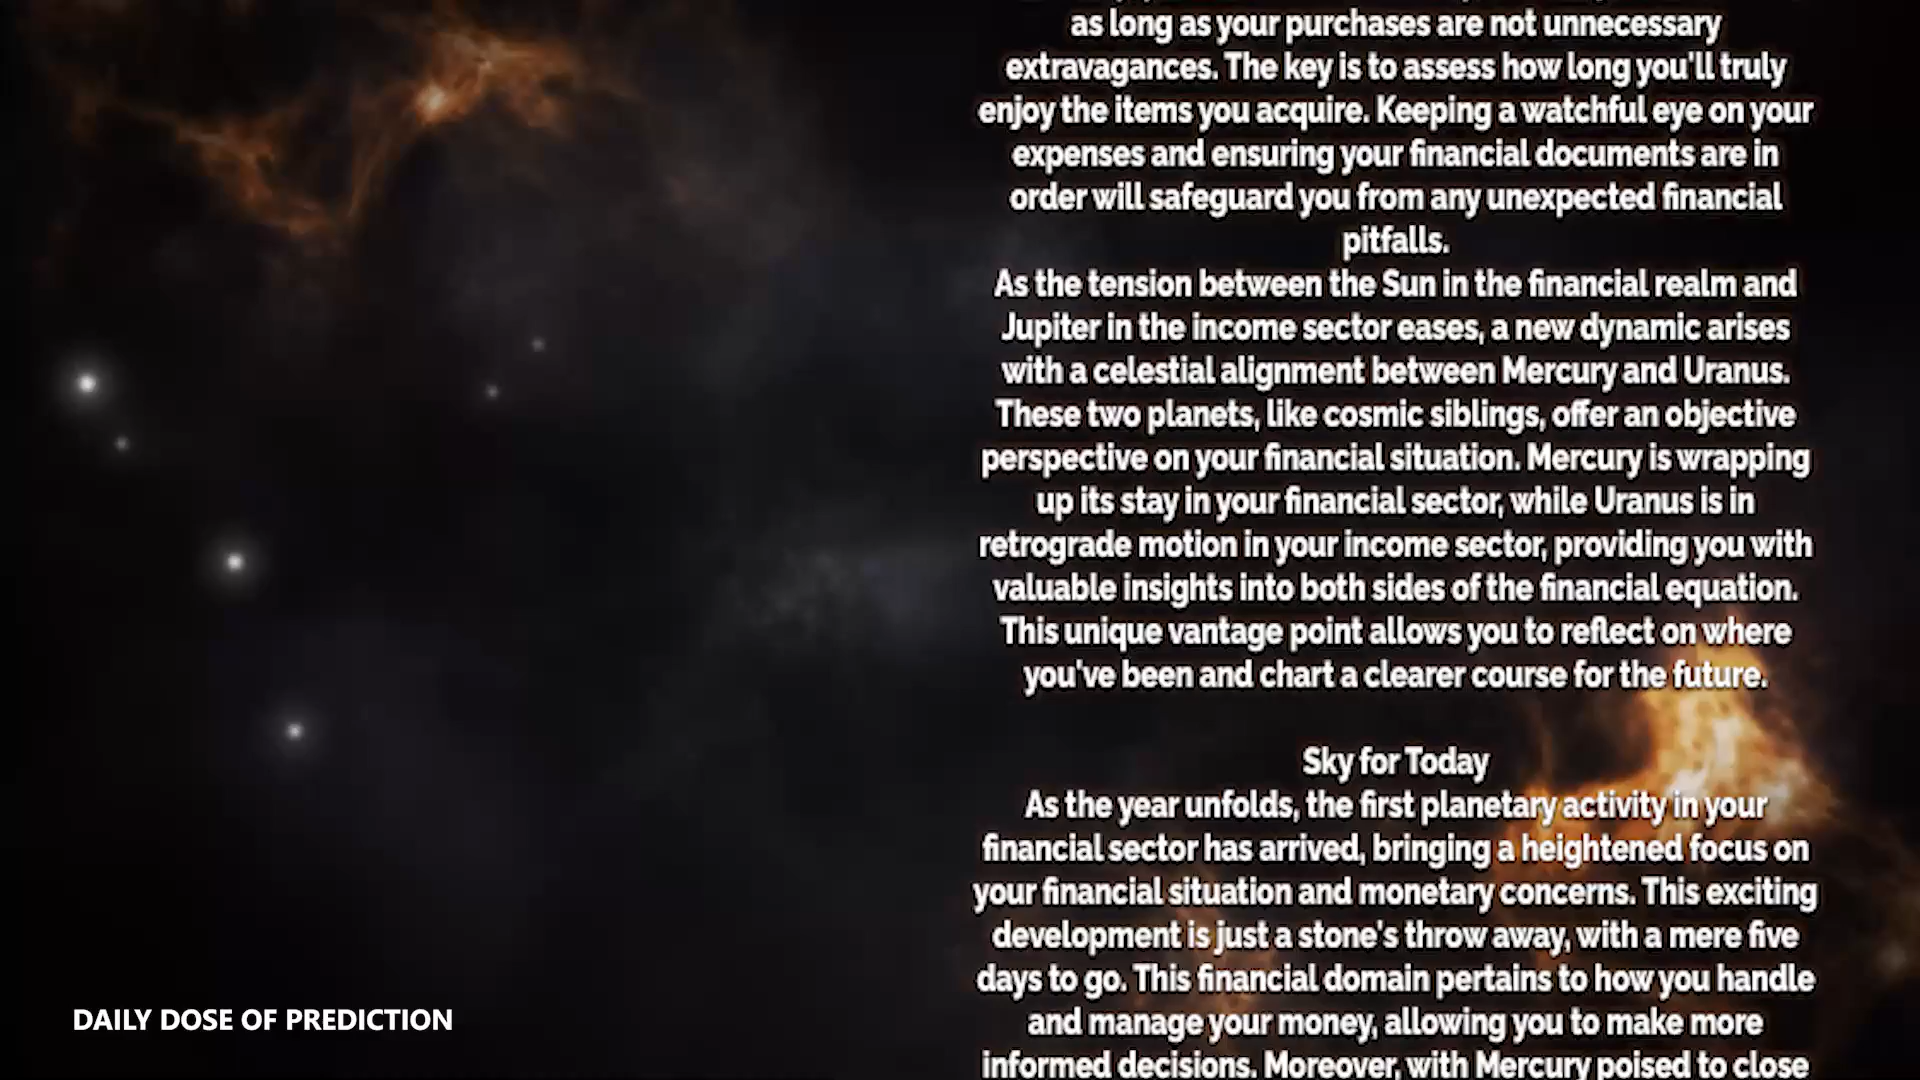 as long as your purchases are not unnecessary
extravagances. The key is to assess how long you'll truly
enjoy the items you acquire. Keeping a watchful eye on your
expenses and ensuring your financial documents are in
order will safeguard you from any unexpected financial
pitfalls.
As the tension between the Sun in the financial realm and
Jupiter in the income sector eases, a new dynamic arises
with a celestial alignment between Mercury and Uranus.
These two planets, like cosmic siblings, offer an objective
perspective on your financial situation. Mercury is wrapping
up its stay in your financial sector, while Uranus is in
retrograde motion in your income sector, providing you with
valuable insights into both sides of the financial equation.
This unique vantage point allows you to reflect on where
you've been and chart a clearer course for the future.
Sky for Today
As the year unfolds, the first planetary activity in your
financial sector has arrived, bringing a heightened focus on
your financial situation and monetary concerns. This exciting
development is just a stone's throw away, with a mere five
days to go. This financial domain pertains to how you handle
and manage your money, allowing you to make more
informed decisions. Moreover, with Mercury poised to close
DAILY DOSE OF PREDICTION